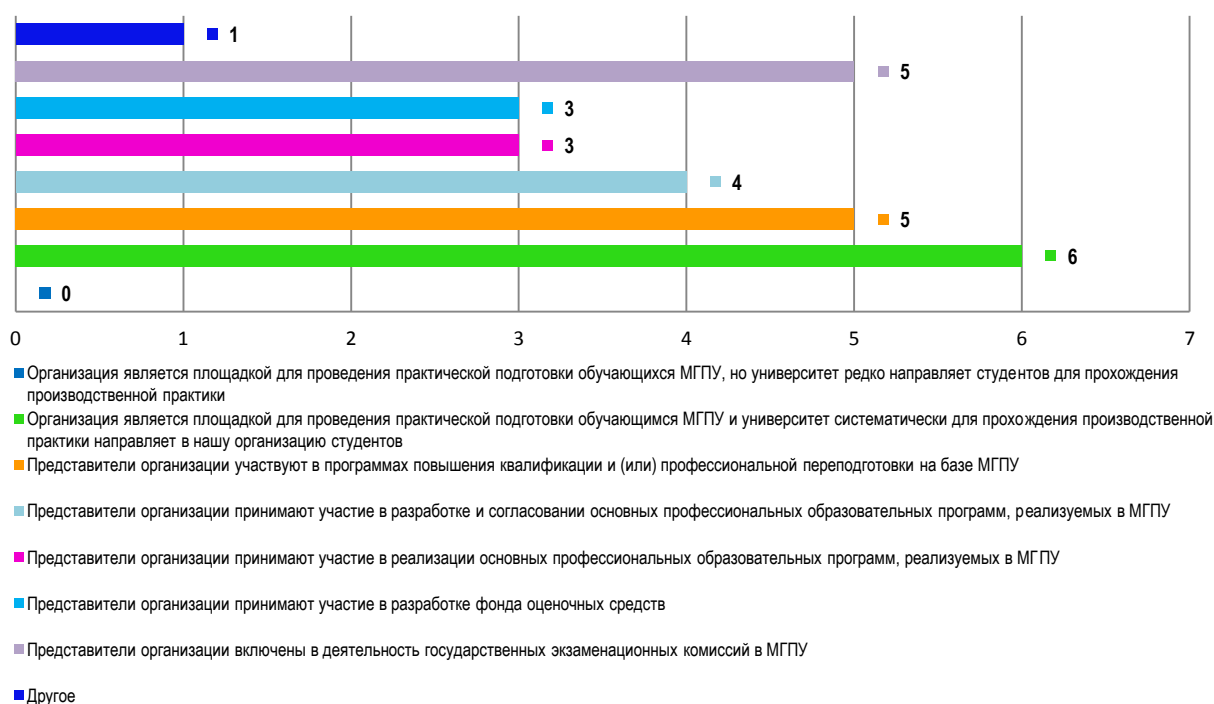 1
5
3
3
4
5
6
0
0 1 2 3 4 5 6 7
Организация является площадкой для проведения практической подготовки обучающихся МГПУ, но университет редко направляет студентов для прохождения
производственной практики
Организация является площадкой для проведения практической подготовки обучающимся МГПУ и университет систематически для прохождения производственной
практики направляет в нашу организацию студентов
Представители организации участвуют в программах повышения квалификации и (или) профессиональной переподготовки на базе МГПУ
Представители организации принимают участие в разработке и согласовании основных профессиональных образовательных программ, реализуемых в МГПУ
Представители организации принимают участие в реализации основных профессиональных образовательных программ, реализуемых в МГПУ
Представители организации принимают участие в разработке фонда оценочных средств
Представители организации включены в деятельность государственных экзаменационных комиссий в МГПУ
Другое